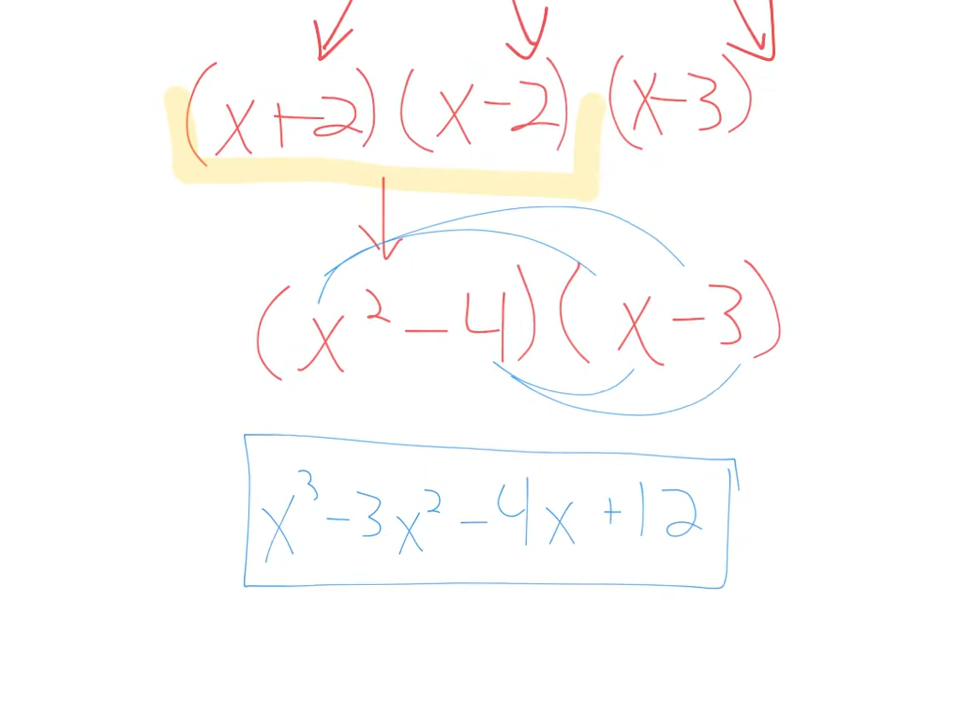 (x+2)(x-2)(x-3)
(x² - 4)(x - 3)
x³ - 3x² - 4x + 12